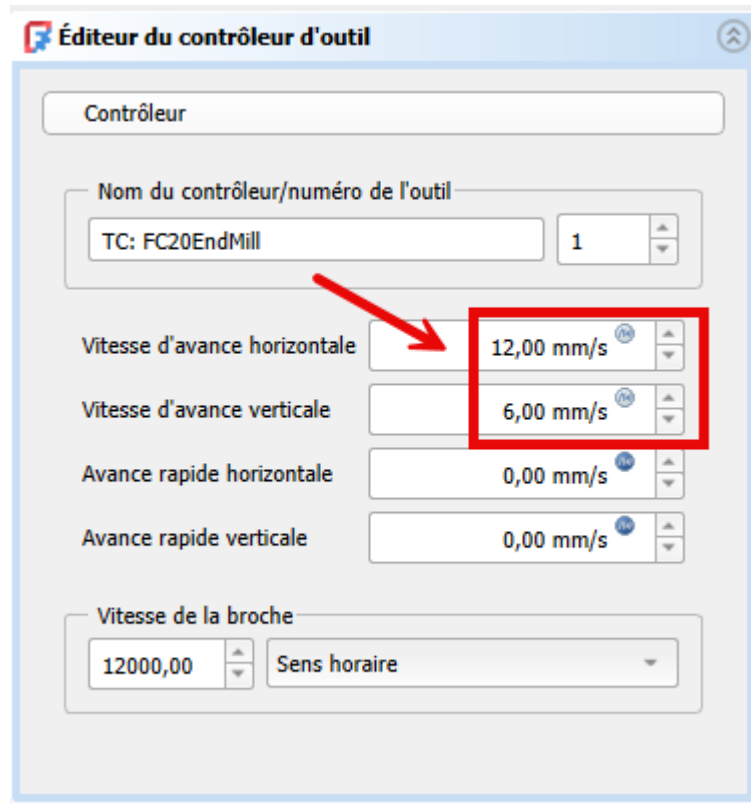 Éditeur du contrôleur d'outil
Contrôleur
Nom du contrôleur/numéro de l'outil
TC: FC20EndMill 1
Vitesse d'avance horizontale 12,00 mm/s
Vitesse d'avance verticale 6,00 mm/s
Avance rapide horizontale 0,00 mm/s
Avance rapide verticale 0,00 mm/s
Vitesse de la broche
12000,00 Sens horaire